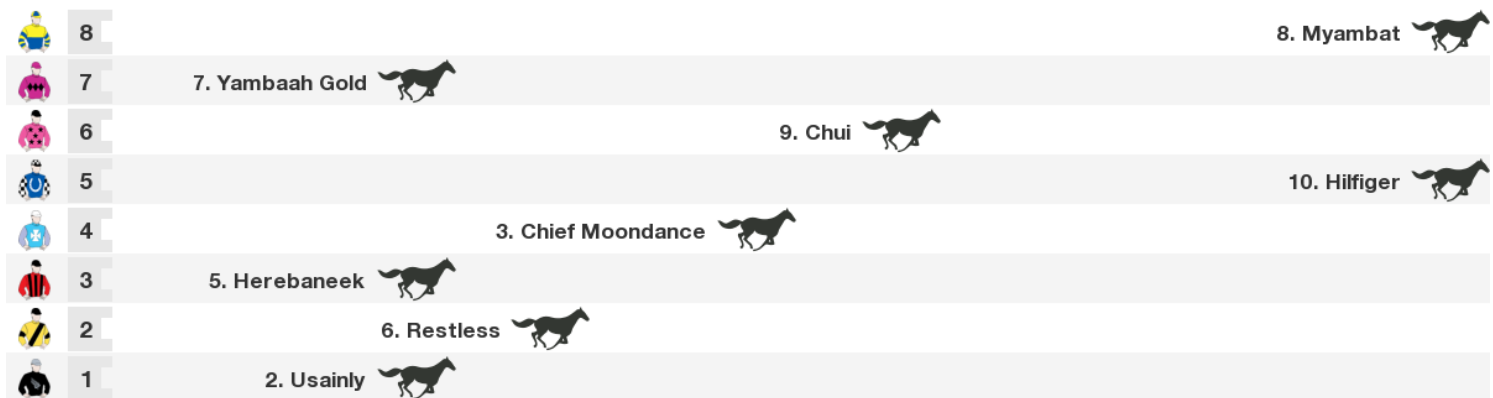 8 8. Myambat
7 7. Yambaah Gold
6 9. Chui
5 10. Hilfiger
4 3. Chief Moondance
3 5. Herebaneek
2 6. Restless
1 2. Usainly